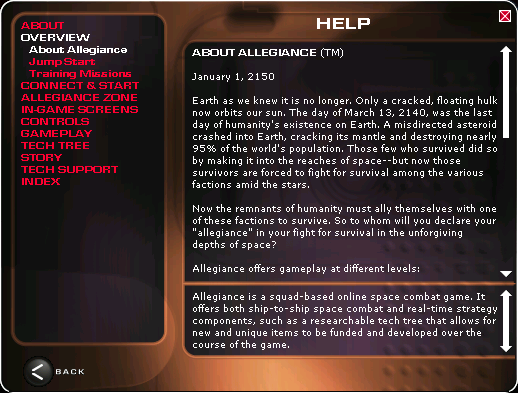 HELP
ABOUT
OVERVIEW
About Allegiance
Jump Start
Training Missions
CONNECT & START
ALLEGIANCE ZONE
IN-GAME SCREENS
CONTROLS
GAMEPLAY
TECH TREE
STORY
TECH SUPPORT
INDEX
ABOUT ALLEGIANCE (TM)
January 1, 2150
Earth as we knew it is no longer. Only a cracked, floating hulk
now orbits our sun. The day of March 13, 2140, was the last
day of humanity's existence on Earth. A misdirected asteroid
crashed into Earth, cracking its mantle and destroying nearly
95% of the world's population. Those few who survived did so
by making it into the reaches of space--but now those
survivors are forced to fight for survival among the various
factions amid the stars.
Now the remnants of humanity must ally themselves with one
of these factions to survive. So to whom will you declare your
"allegiance" in your fight for survival in the unforgiving
depths of space?
Allegiance offers gameplay at different levels:
Allegiance is a squad-based online space combat game. It
offers both ship-to-ship space combat and real-time strategy
components, such as a researchable tech tree that allows for
new and unique items to be funded and developed over the
course of the game.
BACK